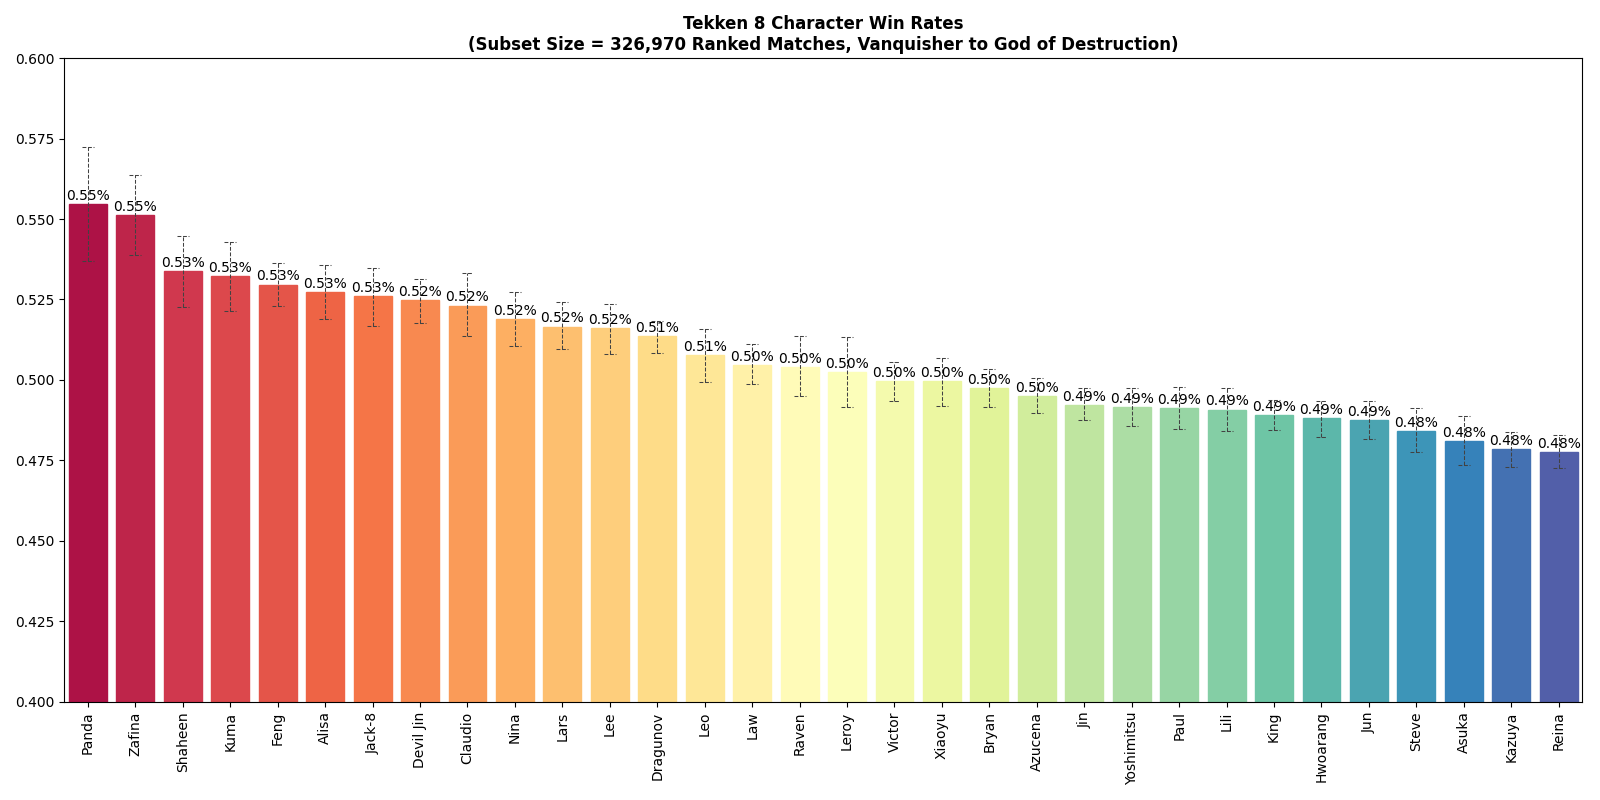 Tekken 8 Character Win Rates
(Subset Size = 326,970 Ranked Matches, Vanquisher to God of Destruction)
0.600
0.575
0.550
0.525
0.500
0.475
0.450
0.425
0.400
0.55%
0.55%
0.53%
0.53%
0.53%
0.53%
0.53%
0.52%
0.52%
0.52%
0.52%
0.52%
0.51%
0.51%
0.50%
0.50%
0.50%
0.50%
0.50%
0.50%
0.50%
0.49%
0.49%
0.49%
0.49%
0.49%
0.49%
0.49%
0.48%
0.48%
0.48%
0.48%
Panda
Zafina
Shaheen
Kuma
Feng
Alisa
Jack-8
Devil Jin
Claudio
Nina
Lars
Lee
Dragunov
Leo
Law
Raven
Leroy
Victor
Xiaoyu
Bryan
Azucena
Jin
Yoshimitsu
Paul
Lili
King
Hwoarang
Jun
Steve
Asuka
Kazuya
Reina